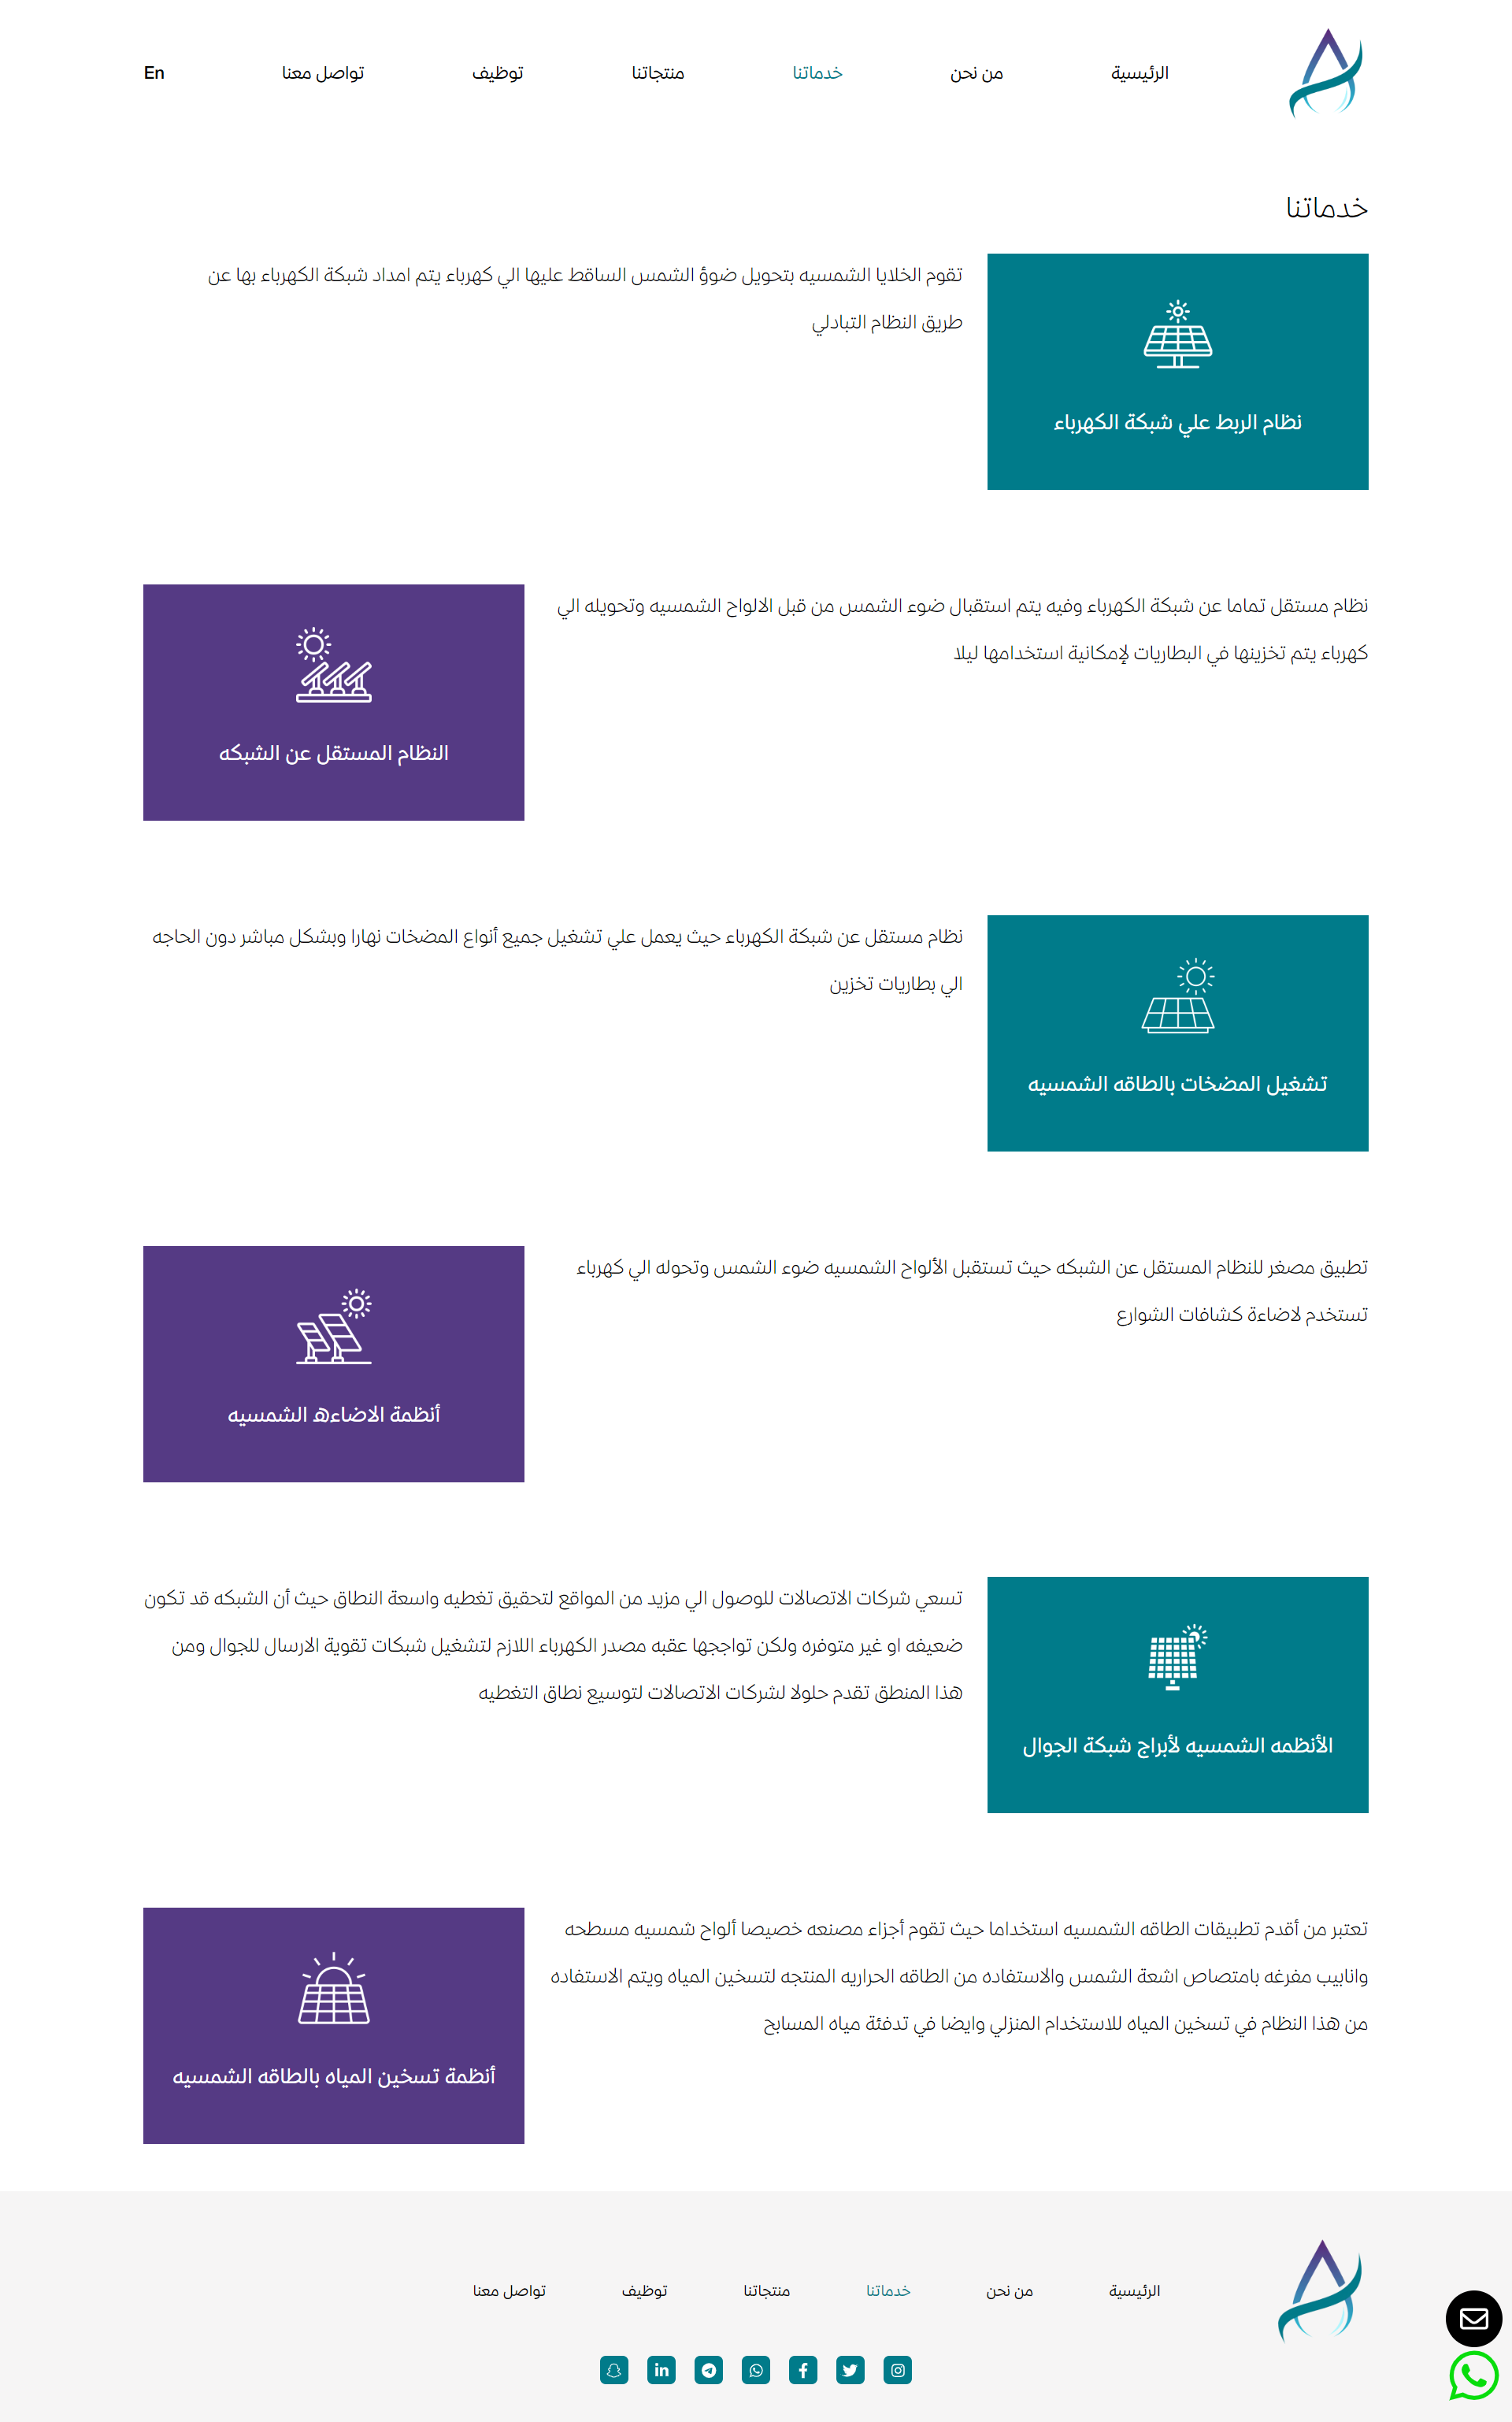 الرئيسية
من نحن
خدماتنا
منتجاتنا
توظيف
تواصل معنا
En
خدماتنا
نظام الربط علي شبكة الكهرباء
تقوم الخلايا الشمسيه بتحويل ضوؤ الشمس الساقط عليها الي كهرباء يتم امداد شبكة الكهرباء بها عن
طريق النظام التبادلي
نظام مستقل تماما عن شبكة الكهرباء وفيه يتم استقبال ضوء الشمس من قبل الالواح الشمسيه وتحويله الي
كهرباء يتم تخزينها في البطاريات لإمكانية استخدامها ليلا
النظام المستقل عن الشبكه
تشغيل المضخات بالطاقه الشمسيه
نظام مستقل عن شبكة الكهرباء حيث يعمل علي تشغيل جميع أنواع المضخات نهارا وبشكل مباشر دون الحاجه
الي بطاريات تخزين
تطبيق مصغر للنظام المستقل عن الشبكه حيث تستقبل الألواح الشمسيه ضوء الشمس وتحوله الي كهرباء
تستخدم لاضاءة كشافات الشوارع
أنظمة الاضاءه الشمسيه
الأنظمه الشمسيه لأبراج شبكة الجوال
تسعي شركات الاتصالات للوصول الي مزيد من المواقع لتحقيق تغطيه واسعة النطاق حيث أن الشبكه قد تكون
ضعيفه او غير متوفره ولكن تواججها عقبه مصدر الكهرباء اللازم لتشغيل شبكات تقوية الارسال للجوال ومن
هذا المنطق تقدم حلولا لشركات الاتصالات لتوسيع نطاق التغطيه
تعتبر من أقدم تطبيقات الطاقه الشمسيه استخداما حيث تقوم أجزاء مصنعه خصيصا ألواح شمسيه مسطحه
وانابيب مفرغه بامتصاص اشعة الشمس والاستفاده من الطاقه الحراريه المنتجه لتسخين المياه ويتم الاستفاده
من هذا النظام في تسخين المياه للاستخدام المنزلي وايضا في تدفئة مياه المسابح
أنظمة تسخين المياه بالطاقه الشمسيه
الرئيسية
من نحن
خدماتنا
منتجاتنا
توظيف
تواصل معنا